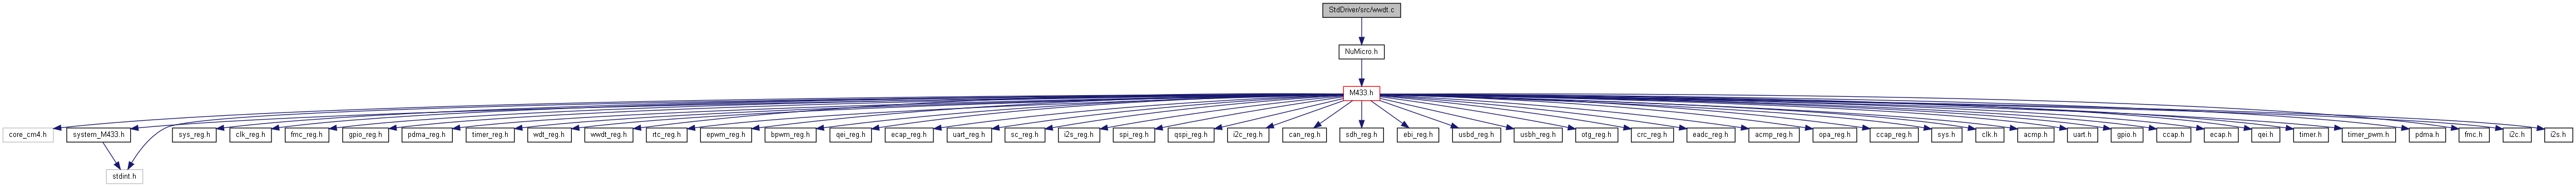 StdDriver/src/wwdt.c
NuMicro.h
M433.h
core_cm4.h
system_M433.h
sys_reg.h
clk_reg.h
fmc_reg.h
gpio_reg.h
pdma_reg.h
timer_reg.h
wdt_reg.h
wwdt_reg.h
rtc_reg.h
epwm_reg.h
bpwm_reg.h
qei_reg.h
ecap_reg.h
uart_reg.h
sc_reg.h
i2s_reg.h
spi_reg.h
qspi_reg.h
i2c_reg.h
can_reg.h
sdh_reg.h
ebi_reg.h
usbd_reg.h
usbh_reg.h
otg_reg.h
crc_reg.h
eadc_reg.h
acmp_reg.h
opa_reg.h
ccap_reg.h
sys.h
clk.h
acmp.h
uart.h
gpio.h
ccap.h
ecap.h
qei.h
timer.h
timer_pwm.h
pdma.h
fmc.h
i2c.h
i2s.h
stdint.h